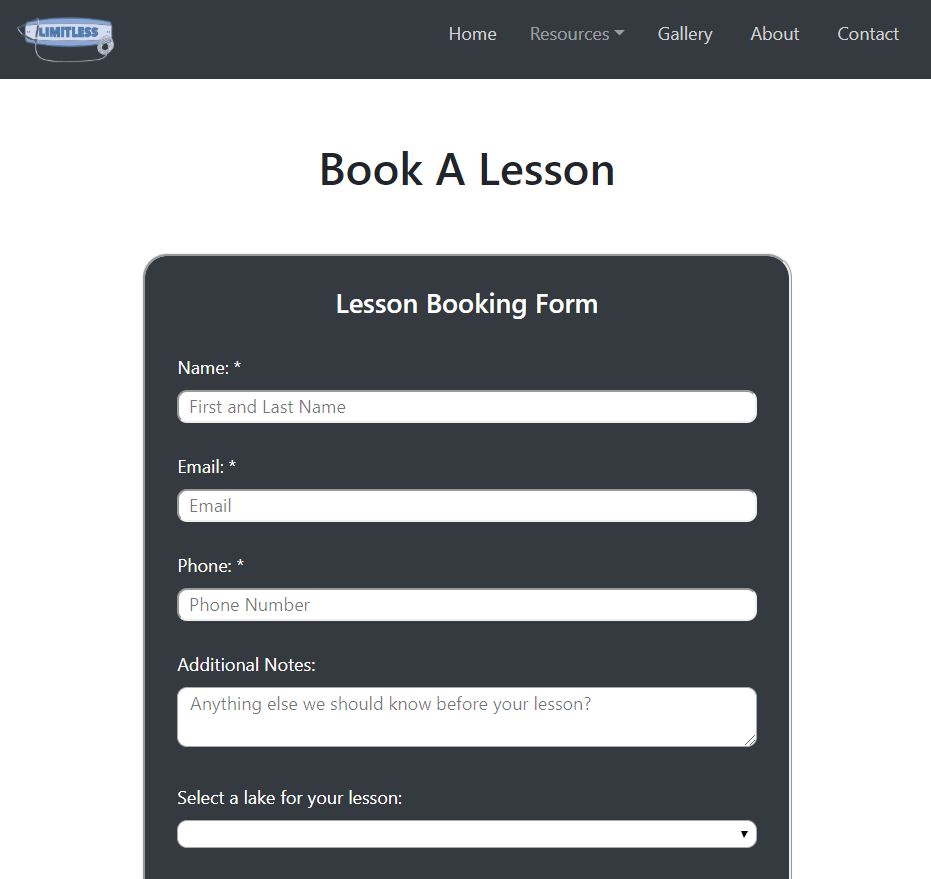 LIMITLESS
Home Resources Gallery About Contact
Book A Lesson
Lesson Booking Form
Name: *
First and Last Name
Email: *
Email
Phone: *
Phone Number
Additional Notes:
Anything else we should know before your lesson?
Select a lake for your lesson: